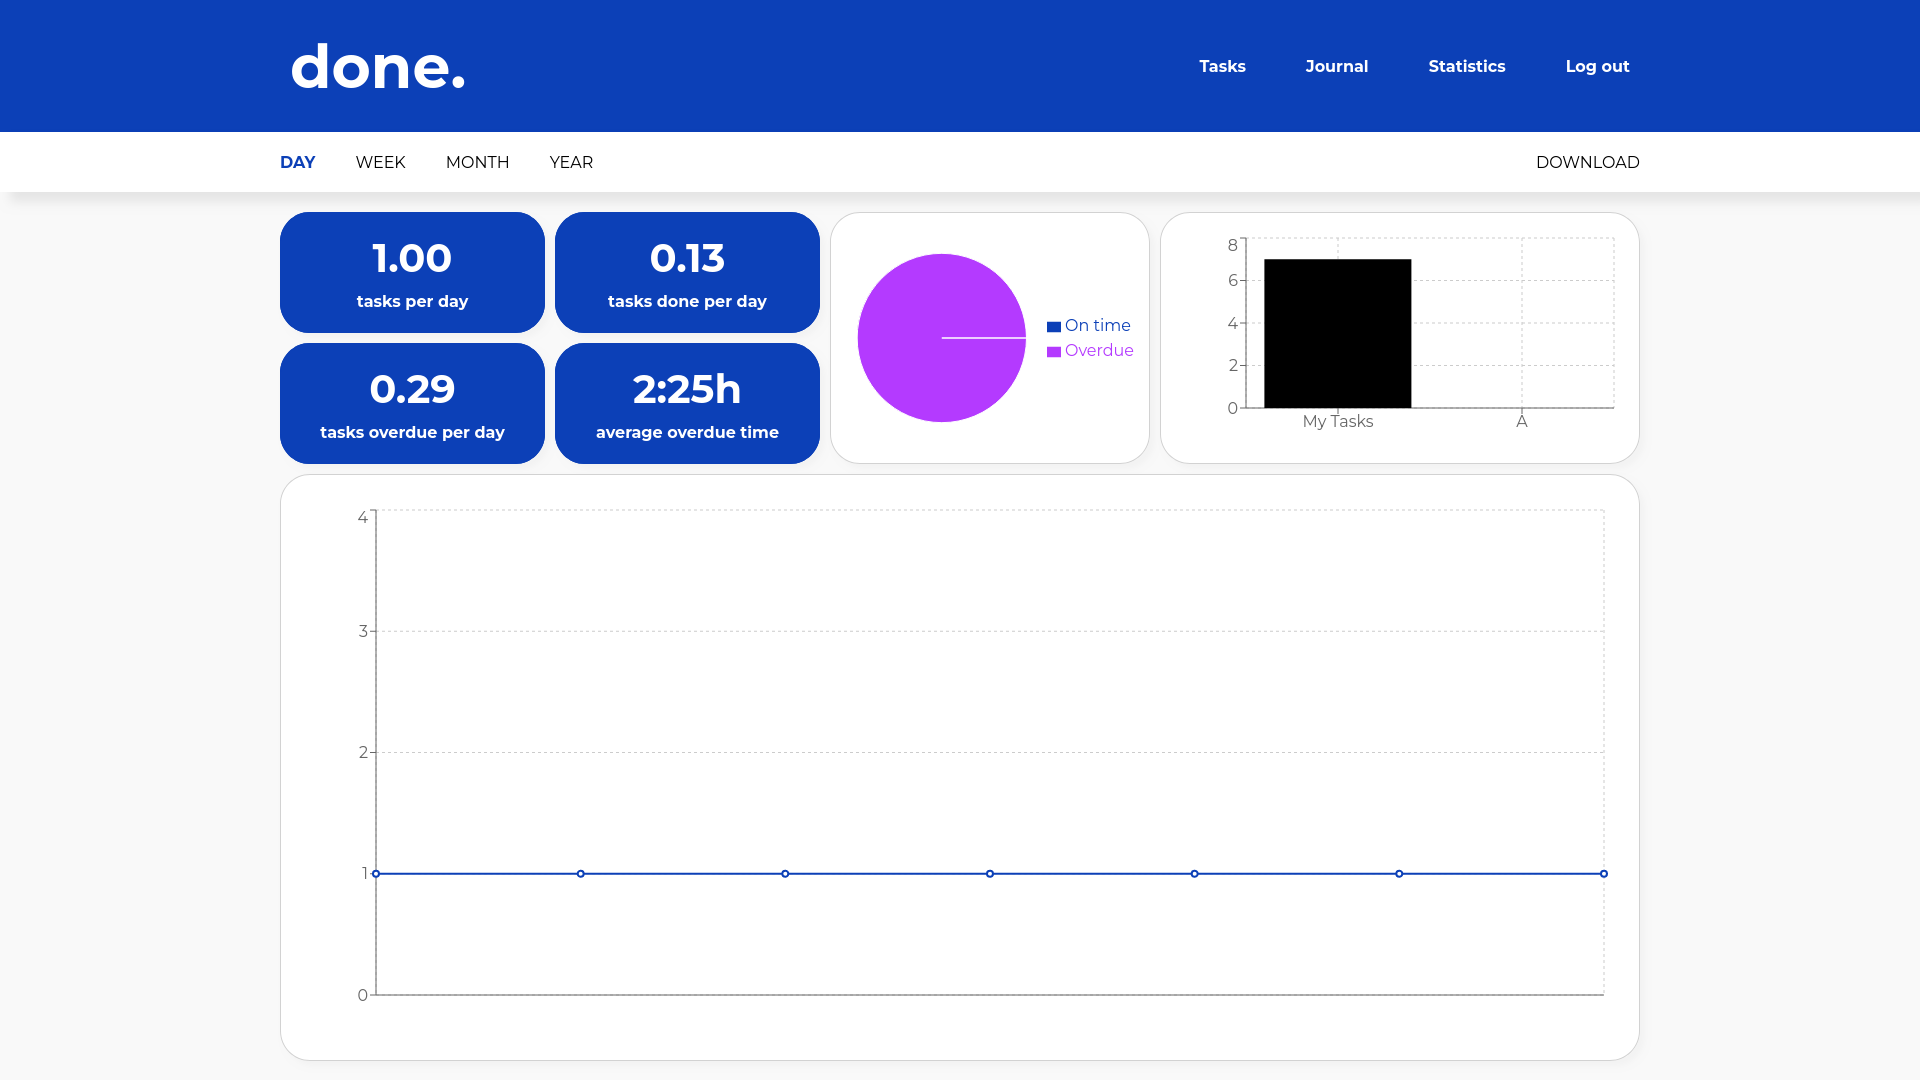 done.
Tasks Journal Statistics Log out
DAY WEEK MONTH YEAR DOWNLOAD
1.00
tasks per day
0.13
tasks done per day
0.29
tasks overdue per day
2:25h
average overdue time
On time
Overdue
8
6
4
2
0
My Tasks A
4
3
2
1
0